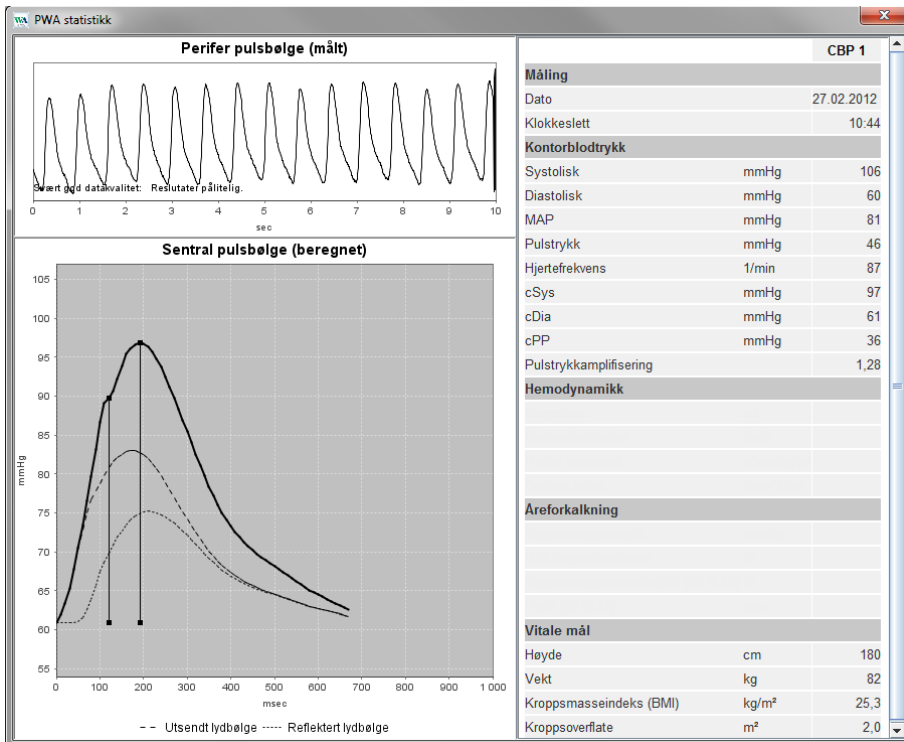 WA PWA statistikk
Perifer pulsbølge (målt)
Svært god datakvalitet: Reslutater pålitelig.
0 1 2 3 4 5 6 7 8 9 10
sec
Sentral pulsbølge (beregnet)
105
100
95
90
85
80
75
70
65
60
55
mmHg
0 100 200 300 400 500 600 700 800 900 1 000
msec
– – Utsendt lydbølge ----- Reflektert lydbølge
CBP 1
Måling
Dato 27.02.2012
Klokkeslett 10:44
Kontorblodtrykk
Systolisk mmHg 106
Diastolisk mmHg 60
MAP mmHg 81
Pulstrykk mmHg 46
Hjertefrekvens 1/min 87
cSys mmHg 97
cDia mmHg 61
cPP mmHg 36
Pulstrykkamplifisering 1,28
Hemodynamikk
Åreforkalkning
Vitale mål
Høyde cm 180
Vekt kg 82
Kroppsmasseindeks (BMI) kg/m² 25,3
Kroppsoverflate m² 2,0